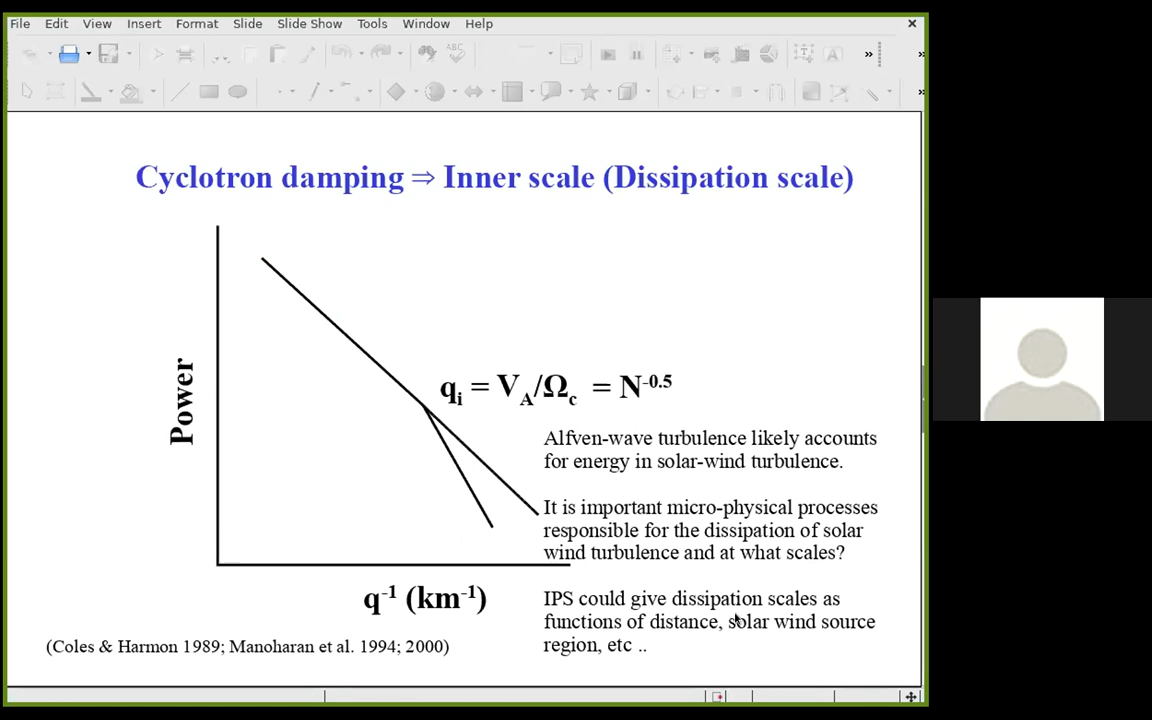 File Edit View Insert Format Slide Slide Show Tools Window Help
ABC
Cyclotron damping ⇒ Inner scale (Dissipation scale)
Power
qᵢ = V_A/Ω_c = N^-0.5
Alfven-wave turbulence likely accounts
for energy in solar-wind turbulence.
It is important micro-physical processes
responsible for the dissipation of solar
wind turbulence and at what scales?
q^-1 (km^-1)
IPS could give dissipation scales as
functions of distance, solar wind source
region, etc ..
(Coles & Harmon 1989; Manoharan et al. 1994; 2000)